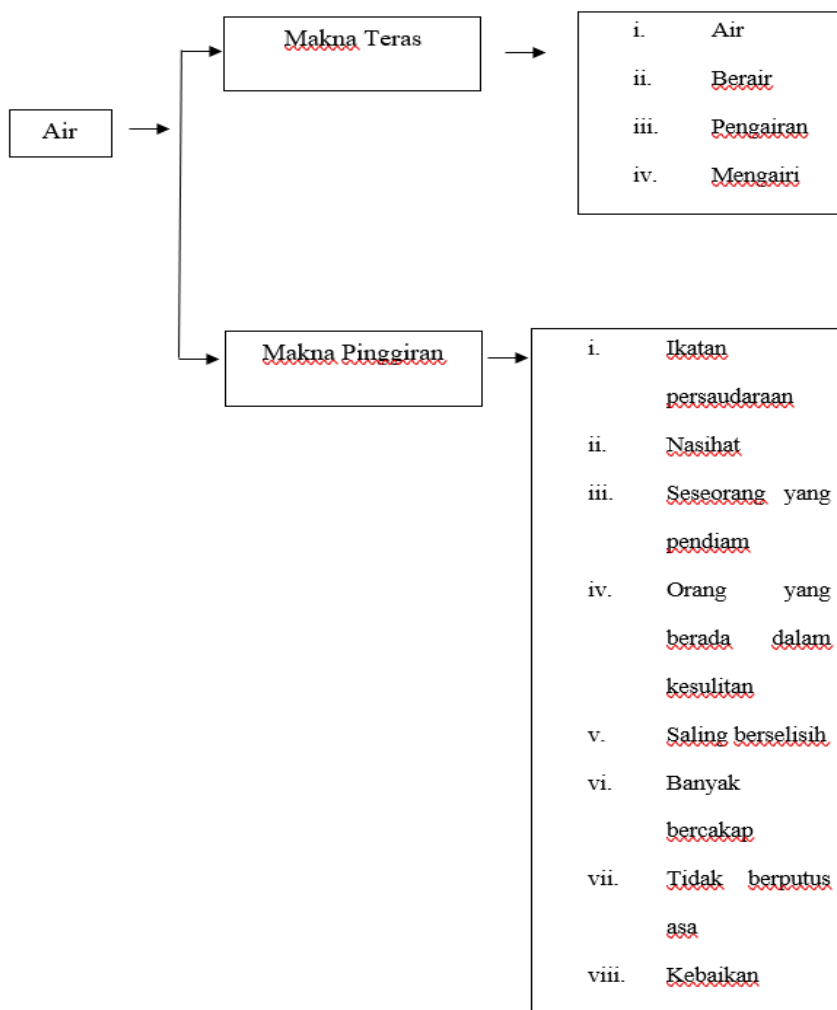 Air
Makna Teras
i. Air
ii. Berair
iii. Pengairan
iv. Mengairi
Makna Pinggiran
i. Ikatan
persaudaraan
ii. Nasihat
iii. Seseorang yang
pendiam
iv. Orang yang
berada dalam
kesulitan
v. Saling berselisih
vi. Banyak
bercakap
vii. Tidak berputus
asa
viii. Kebaikan